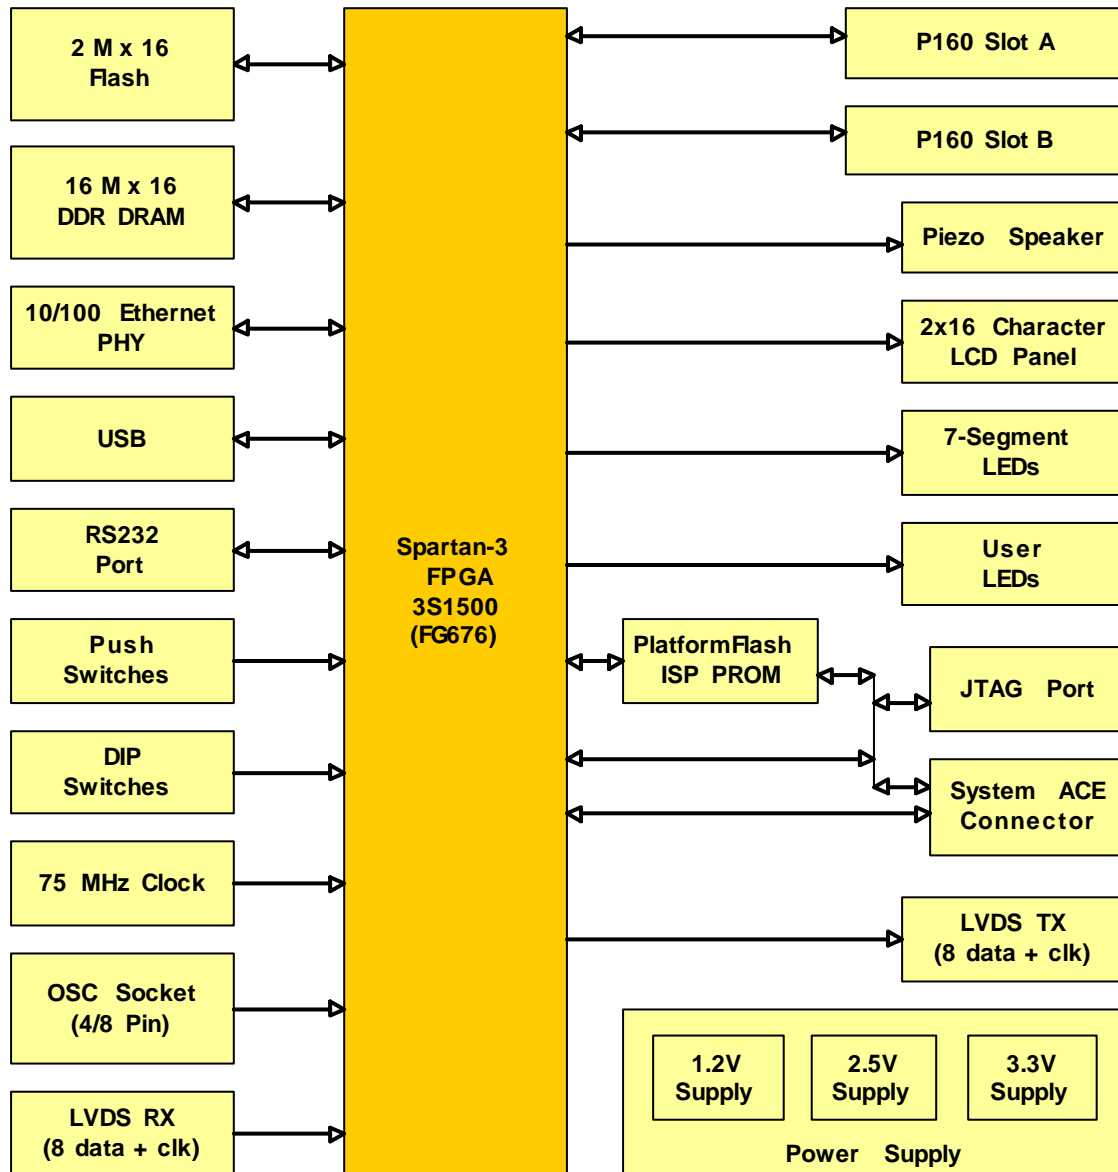 2 M x 16
Flash
16 M x 16
DDR DRAM
10/100 Ethernet
PHY
USB
RS232
Port
Push
Switches
DIP
Switches
75 MHz Clock
OSC Socket
(4/8 Pin)
LVDS RX
(8 data + clk)
Spartan-3
FPGA
3S1500
(FG676)
P160 Slot A
P160 Slot B
Piezo Speaker
2x16 Character
LCD Panel
7-Segment
LEDs
User
LEDs
PlatformFlash
ISP PROM
JTAG Port
System ACE
Connector
LVDS TX
(8 data + clk)
1.2V
Supply
2.5V
Supply
3.3V
Supply
Power Supply